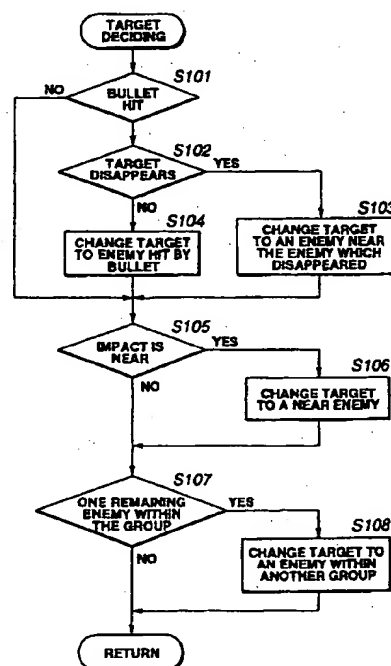 TARGET
DECIDING
S101
NO
BULLET
HIT
S102
TARGET
DISAPPEARS
YES
NO
S104
S103
CHANGE TARGET
TO ENEMY HIT BY
BULLET
CHANGE TARGET
TO AN ENEMY NEAR
THE ENEMY WHICH
DISAPPEARED
S105
IMPACT IS
NEAR
YES
NO
S106
CHANGE TARGET
TO A NEAR ENEMY
S107
ONE REMAINING
ENEMY WITHIN
THE GROUP
YES
NO
S108
CHANGE TARGET TO
AN ENEMY WITHIN
ANOTHER GROUP
RETURN